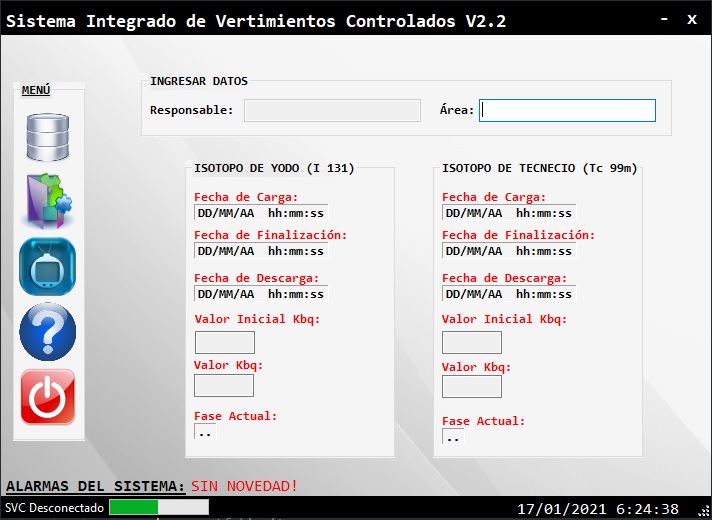 Sistema Integrado de Vertimientos Controlados V2.2 - x
MENÚ
INGRESAR DATOS
Responsable: Área:
ISOTOPO DE YODO (I 131)
Fecha de Carga:
DD/MM/AA hh:mm:ss
Fecha de Finalización:
DD/MM/AA hh:mm:ss
Fecha de Descarga:
DD/MM/AA hh:mm:ss
Valor Inicial Kbq:
Valor Kbq:
Fase Actual:
..
ISOTOPO DE TECNECIO (Tc 99m)
Fecha de Carga:
DD/MM/AA hh:mm:ss
Fecha de Finalización:
DD/MM/AA hh:mm:ss
Fecha de Descarga:
DD/MM/AA hh:mm:ss
Valor Inicial Kbq:
Valor Kbq:
Fase Actual:
..
ALARMAS DEL SISTEMA: SIN NOVEDAD!
SVC Desconectado 17/01/2021 6:24:38